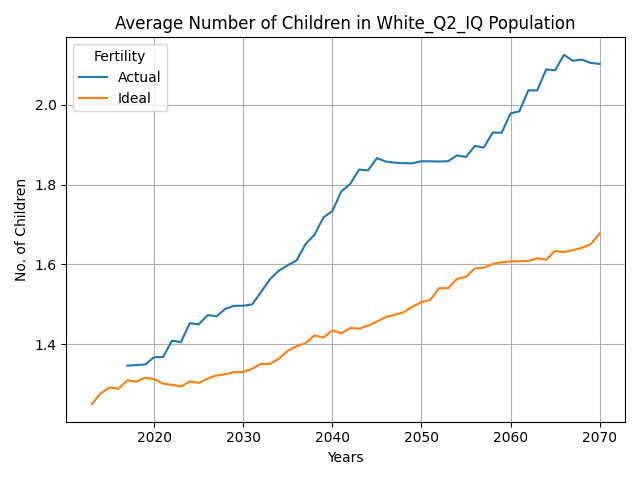 Average Number of Children in White_Q2_IQ Population
Fertility
Actual
Ideal
No. of Children
2.0
1.8
1.6
1.4
2020 2030 2040 2050 2060 2070
Years